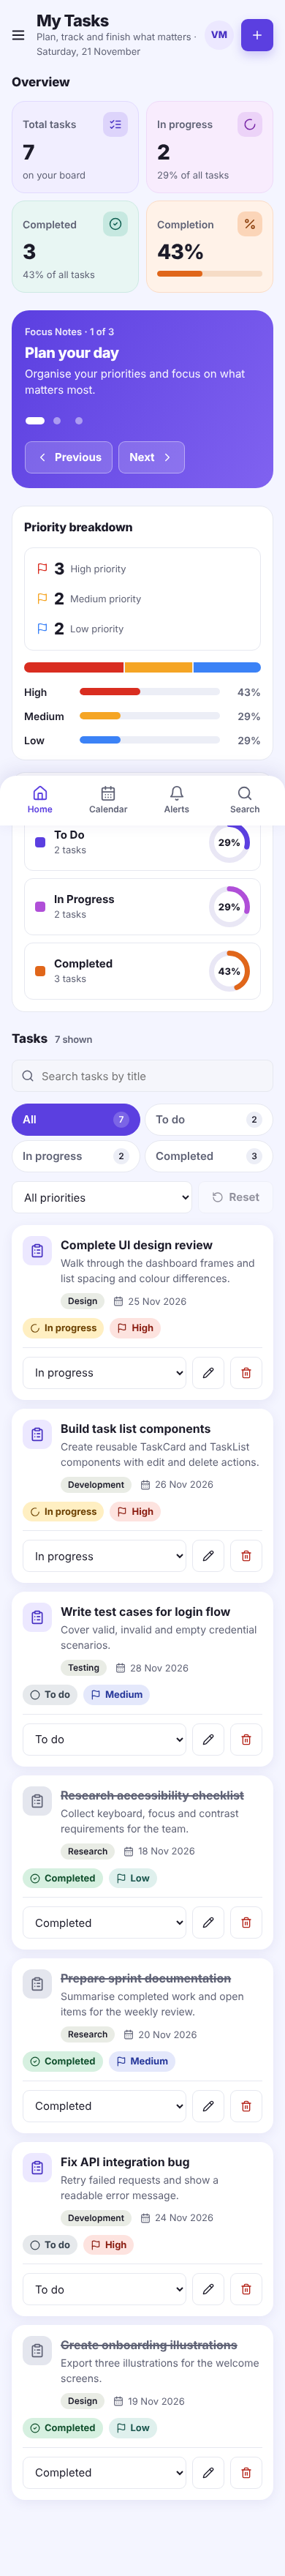 My Tasks
Plan, track and finish what matters ·
Saturday, 21 November
VM
Overview
Total tasks
7
on your board
In progress
2
29% of all tasks
Completed
3
43% of all tasks
Completion
43%
Focus Notes · 1 of 3
Plan your day
Organise your priorities and focus on what
matters most.
Previous
Next
Priority breakdown
3 High priority
2 Medium priority
2 Low priority
High 43%
Medium 29%
Low 29%
Home
Calendar
Alerts
Search
To Do
2 tasks
29%
In Progress
2 tasks
29%
Completed
3 tasks
43%
Tasks 7 shown
Search tasks by title
All 7
To do 2
In progress 2
Completed 3
All priorities
Reset
Complete UI design review
Walk through the dashboard frames and
list spacing and colour differences.
Design 25 Nov 2026
In progress High
In progress
Build task list components
Create reusable TaskCard and TaskList
components with edit and delete actions.
Development 26 Nov 2026
In progress High
In progress
Write test cases for login flow
Cover valid, invalid and empty credential
scenarios.
Testing 28 Nov 2026
To do Medium
To do
Research accessibility checklist
Collect keyboard, focus and contrast
requirements for the team.
Research 18 Nov 2026
Completed Low
Completed
Prepare sprint documentation
Summarise completed work and open
items for the weekly review.
Research 20 Nov 2026
Completed Medium
Completed
Fix API integration bug
Retry failed requests and show a
readable error message.
Development 24 Nov 2026
To do High
To do
Create onboarding illustrations
Export three illustrations for the welcome
screens.
Design 19 Nov 2026
Completed Low
Completed